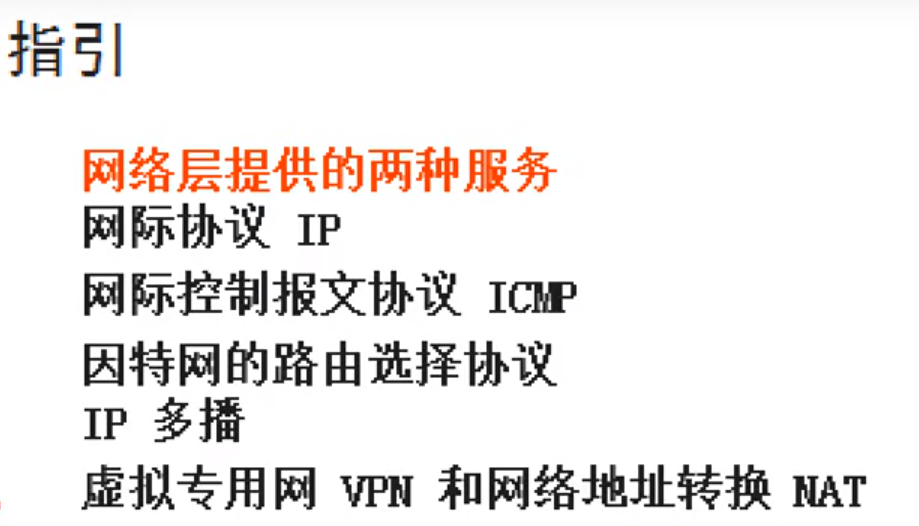 指引
网络层提供的两种服务
网际协议 IP
网际控制报文协议 ICMP
因特网的路由选择协议
IP 多播
虚拟专用网 VPN 和网络地址转换 NAT